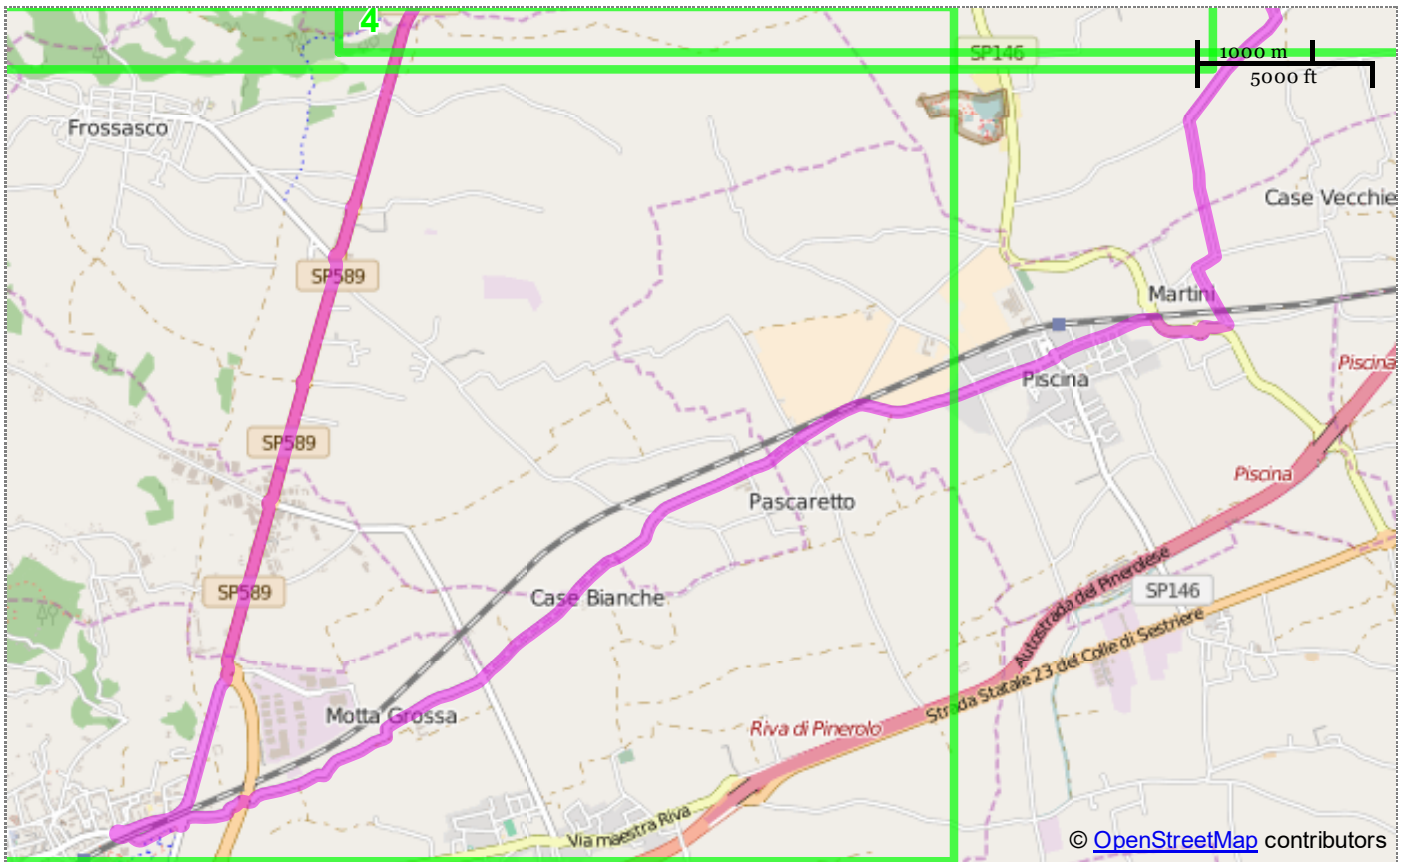 4
SP146
1000 m
5000 ft
Frossasco
Case Vecchie
SP589
Martini
Piscina
Piscina
SP589
Piscina
Pascaretto
Autostrada del Pinerolese
SP589
Case Bianche
SP146
Strada Statale 23 del Colle di Sestriere
Motta Grossa
Riva di Pinerolo
Via maestra Riva
© OpenStreetMap contributors